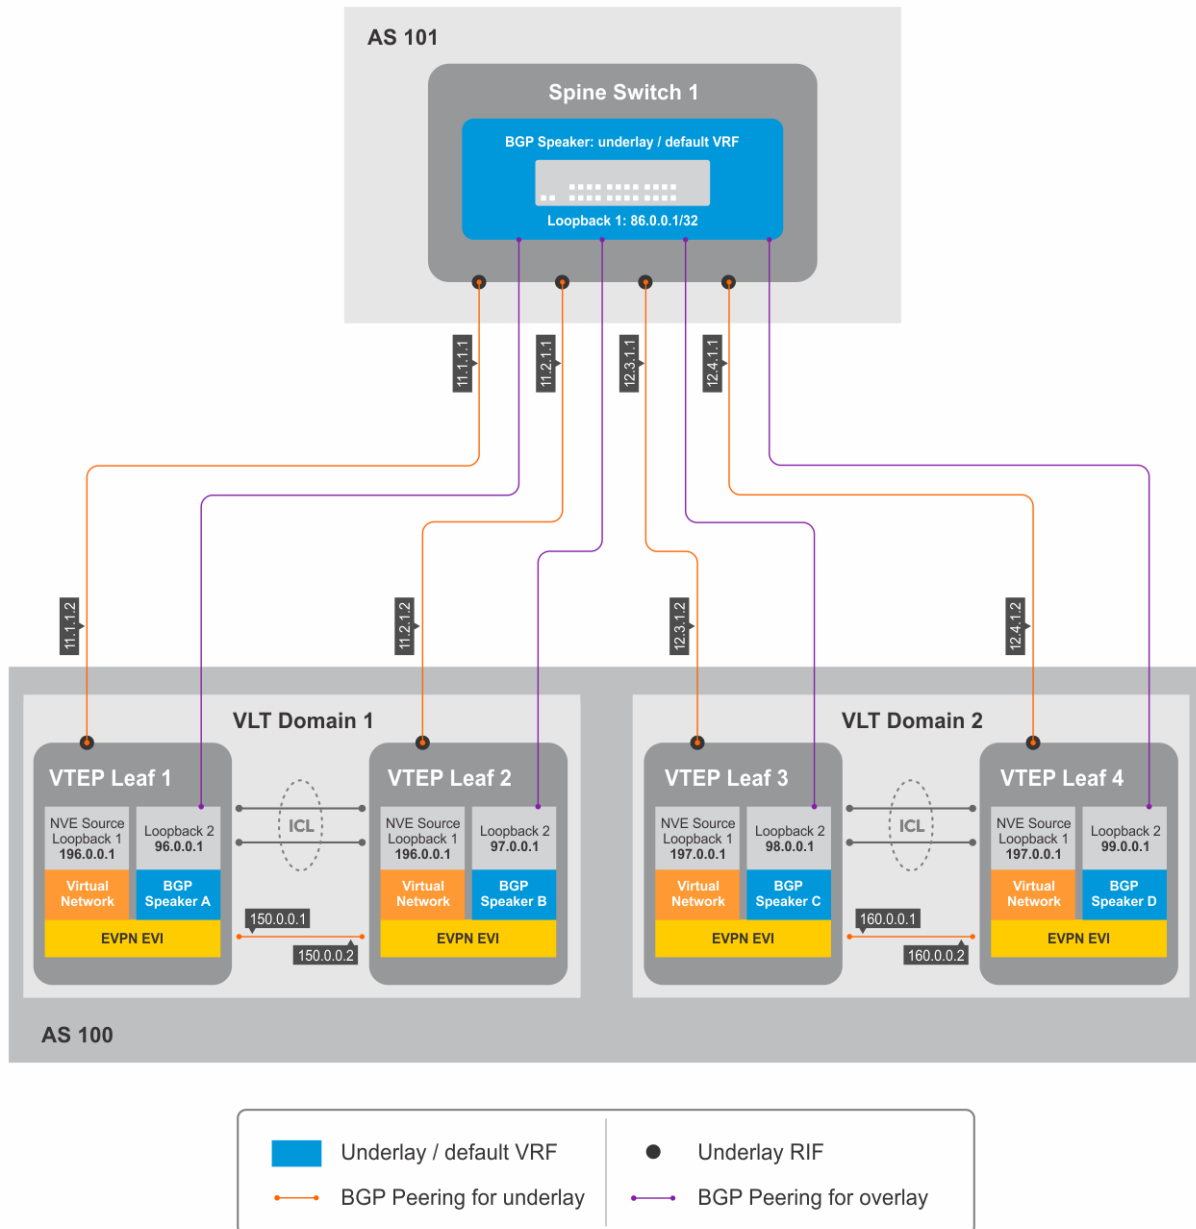 AS 101
Spine Switch 1
BGP Speaker: underlay / default VRF
Loopback 1: 86.0.0.1/32
11.1.1.1
11.2.1.1
12.3.1.1
12.4.1.1
11.1.1.2
11.2.1.2
12.3.1.2
12.4.1.2
VLT Domain 1
VTEP Leaf 1
NVE Source
Loopback 1
196.0.0.1
Loopback 2
96.0.0.1
Virtual
Network
BGP
Speaker A
EVPN EVI
ICL
150.0.0.1
150.0.0.2
VTEP Leaf 2
NVE Source
Loopback 1
196.0.0.1
Loopback 2
97.0.0.1
Virtual
Network
BGP
Speaker B
EVPN EVI
VLT Domain 2
VTEP Leaf 3
NVE Source
Loopback 1
197.0.0.1
Loopback 2
98.0.0.1
Virtual
Network
BGP
Speaker C
EVPN EVI
ICL
160.0.0.1
160.0.0.2
VTEP Leaf 4
NVE Source
Loopback 1
197.0.0.1
Loopback 2
99.0.0.1
Virtual
Network
BGP
Speaker D
EVPN EVI
AS 100
Underlay / default VRF
Underlay RIF
BGP Peering for underlay
BGP Peering for overlay